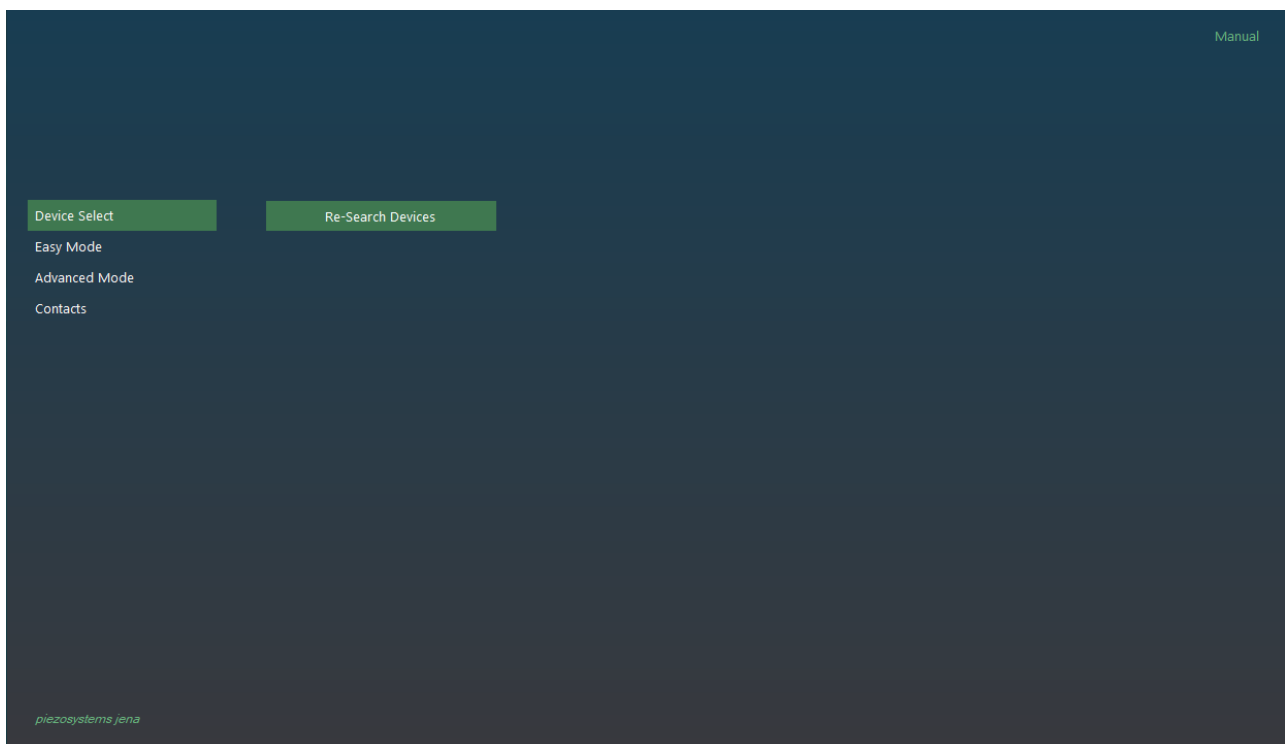 Manual
Device Select
Re-Search Devices
Easy Mode
Advanced Mode
Contacts
piezosystems jena